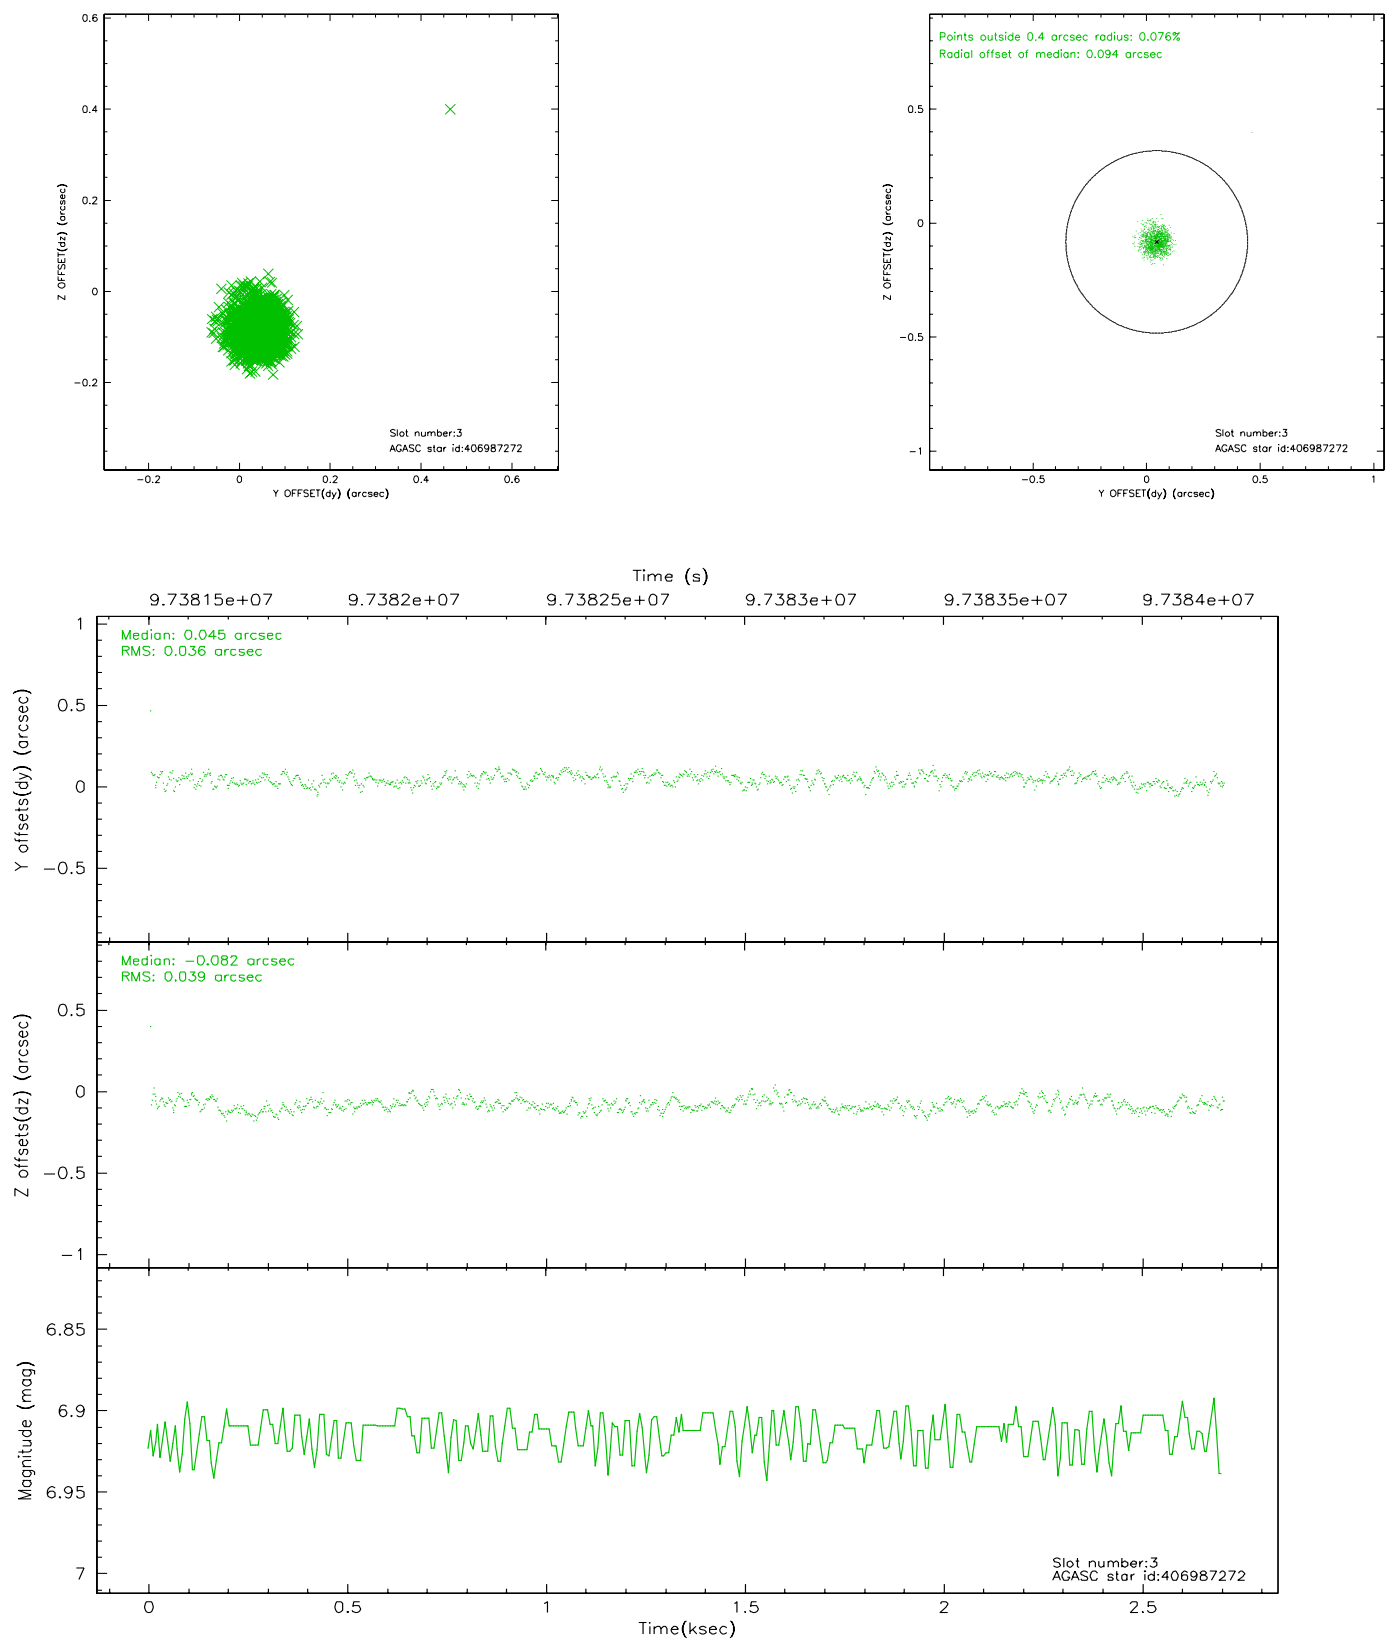 0.6
0.4
0.2
0
-0.2
Z OFFSET(dz) (arcsec)
Slot number:3
AGASC star id:406987272
-0.2 0 0.2 0.4 0.6
Y OFFSET(dy) (arcsec)
Points outside 0.4 arcsec radius: 0.076%
Radial offset of median: 0.094 arcsec
0.5
0
-0.5
-1
Z OFFSET(dz) (arcsec)
Slot number:3
AGASC star id:406987272
-0.5 0 0.5 1
Y OFFSET(dy) (arcsec)
Time (s)
9.73815e+07 9.7382e+07 9.73825e+07 9.7383e+07 9.73835e+07 9.7384e+07
Median: 0.045 arcsec
RMS: 0.036 arcsec
1
0.5
0
-0.5
Y offsets(dy) (arcsec)
Median: -0.082 arcsec
RMS: 0.039 arcsec
0.5
0
-0.5
-1
Z offsets(dz) (arcsec)
6.85
6.9
6.95
7
Magnitude (mag)
Slot number:3
AGASC star id:406987272
0 0.5 1 1.5 2 2.5
Time(ksec)